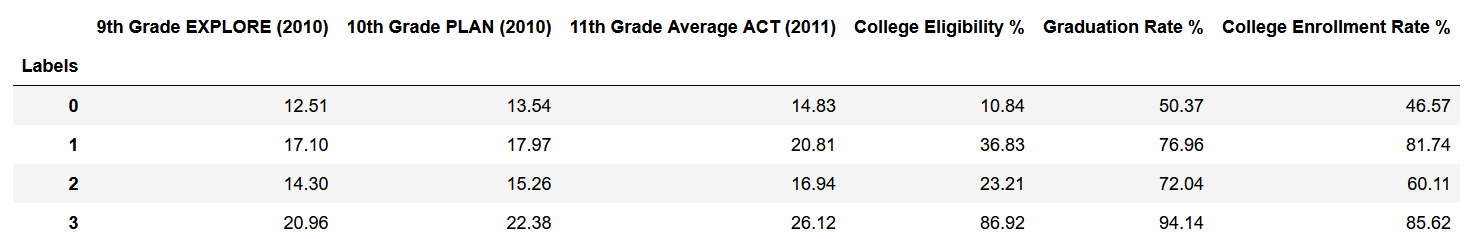 9th Grade EXPLORE (2010) 10th Grade PLAN (2010) 11th Grade Average ACT (2011) College Eligibility % Graduation Rate % College Enrollment Rate %
Labels
0 12.51 13.54 14.83 10.84 50.37 46.57
1 17.10 17.97 20.81 36.83 76.96 81.74
2 14.30 15.26 16.94 23.21 72.04 60.11
3 20.96 22.38 26.12 86.92 94.14 85.62